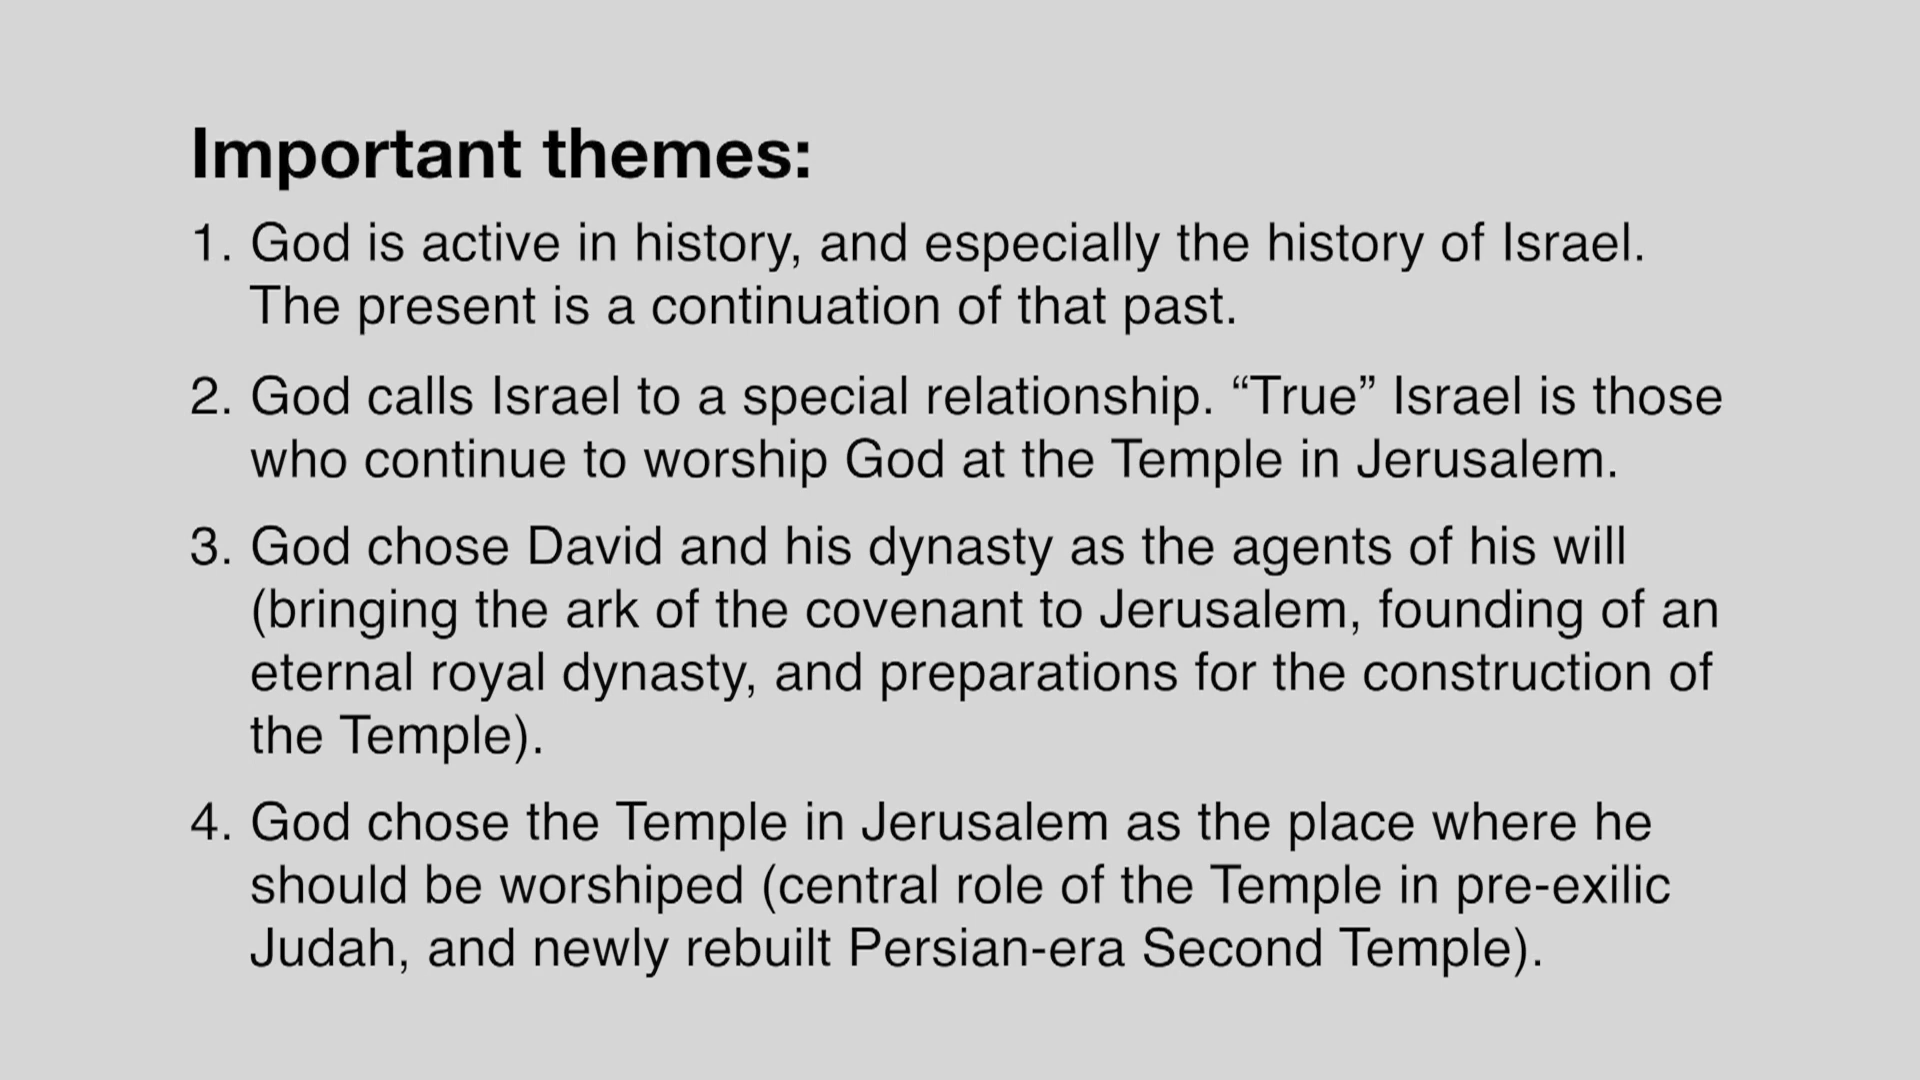 Important themes:
1. God is active in history, and especially the history of Israel.
The present is a continuation of that past.
2. God calls Israel to a special relationship. “True” Israel is those
who continue to worship God at the Temple in Jerusalem.
3. God chose David and his dynasty as the agents of his will
(bringing the ark of the covenant to Jerusalem, founding of an
eternal royal dynasty, and preparations for the construction of
the Temple).
4. God chose the Temple in Jerusalem as the place where he
should be worshiped (central role of the Temple in pre-exilic
Judah, and newly rebuilt Persian-era Second Temple).